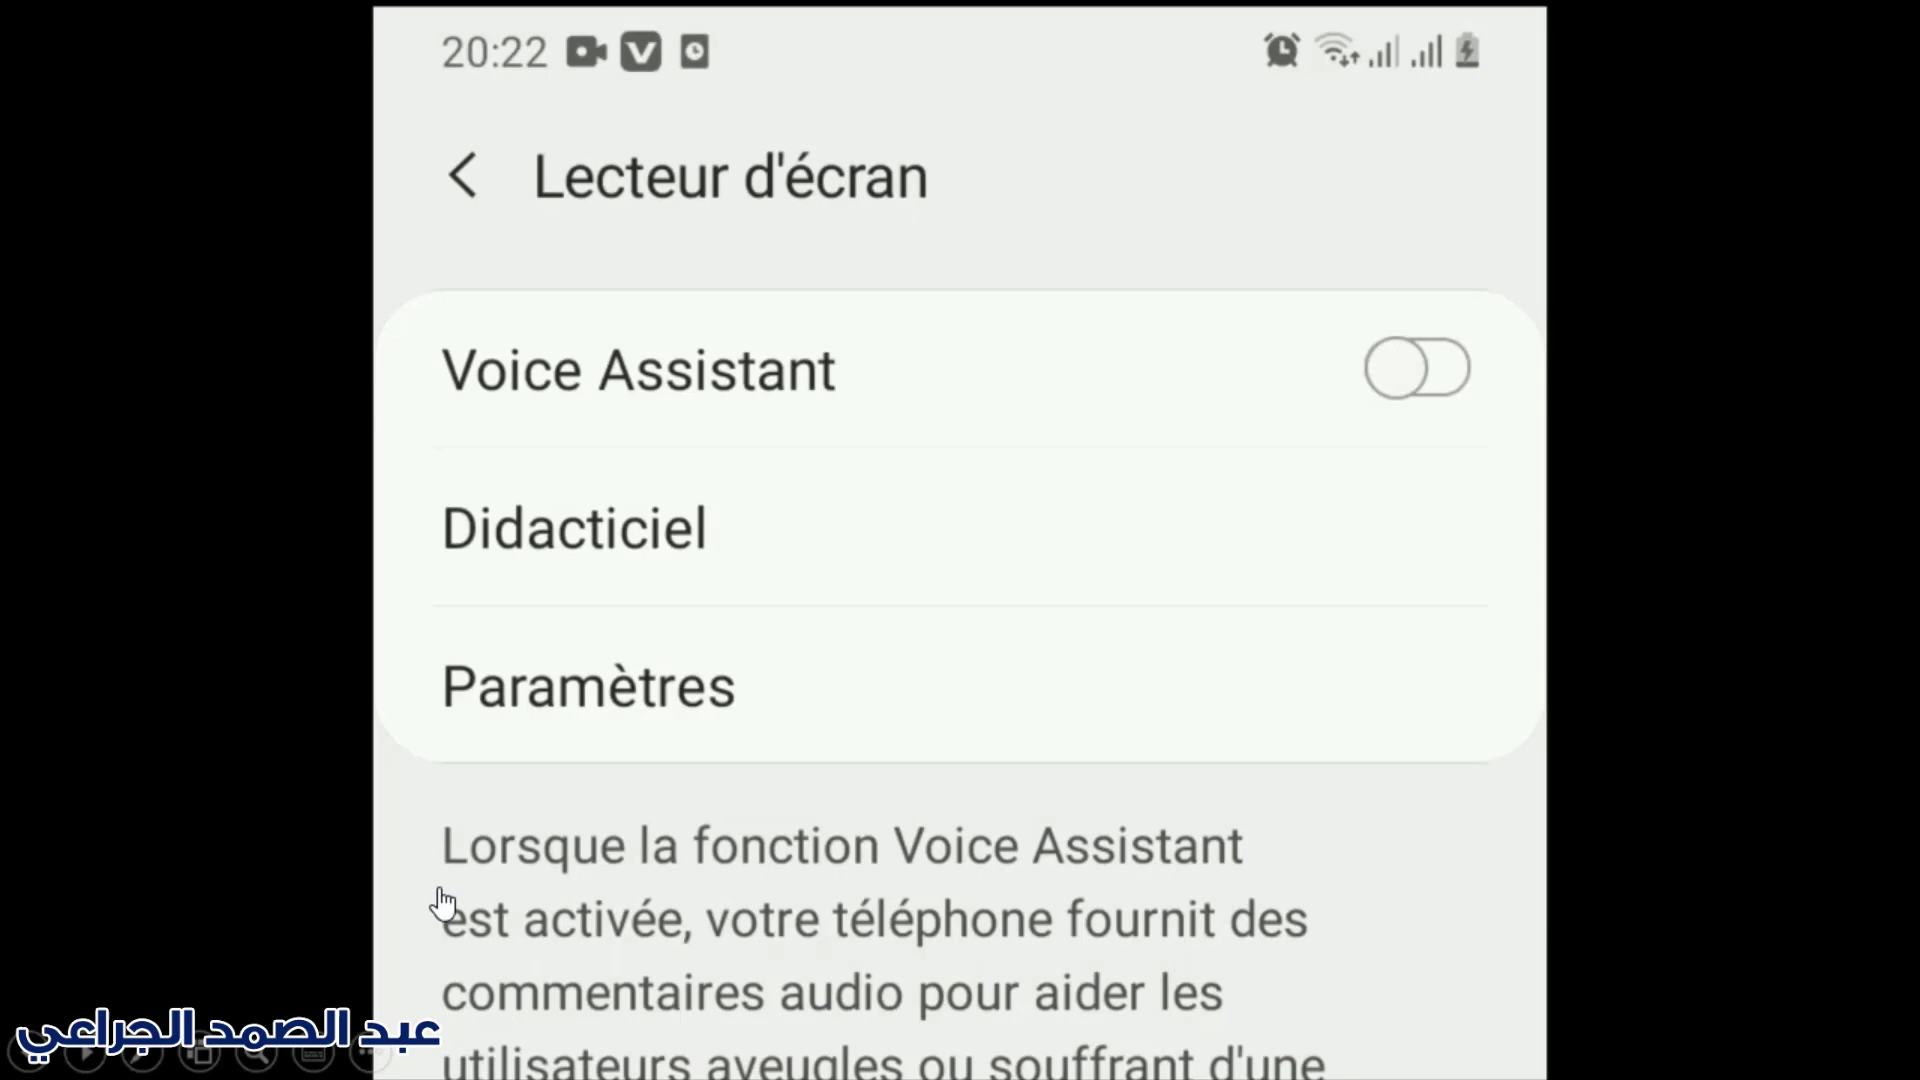 20:22
Lecteur d'écran
Voice Assistant
Didacticiel
Paramètres
Lorsque la fonction Voice Assistant
est activée, votre téléphone fournit des
commentaires audio pour aider les
utilisateurs aveugles ou souffrant d'une
عبد الصمد الجراعي